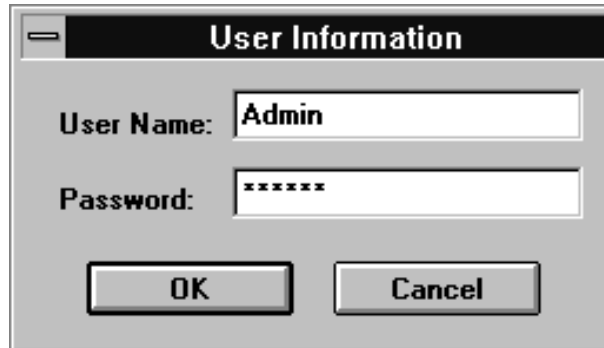 User Information
User Name: Admin
Password: ******
OK Cancel